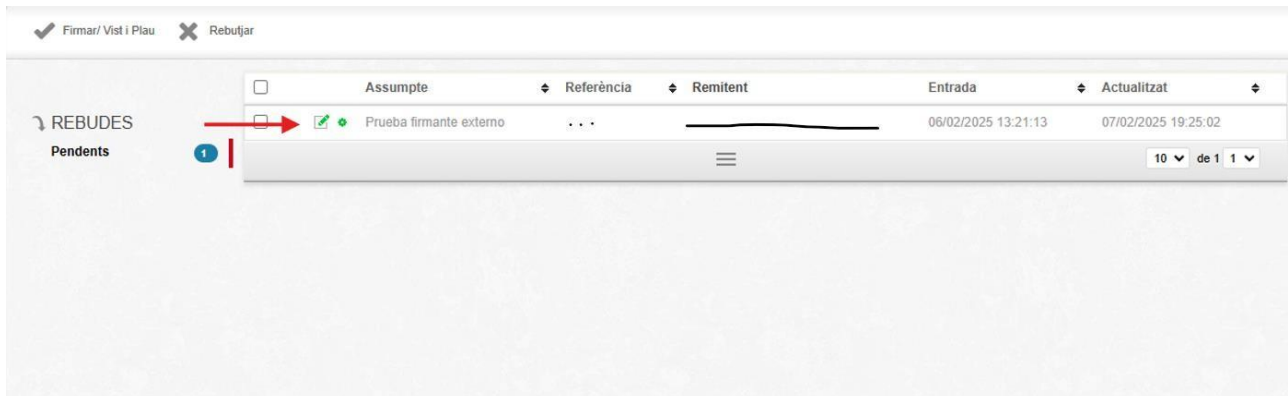 Firmar/ Vist i Plau Rebutjar
Assumpte Referència Remitent Entrada Actualitzat
REBUDES
Prueba firmante externo ... 06/02/2025 13:21:13 07/02/2025 19:25:02
Pendents 1
10 de 1 1